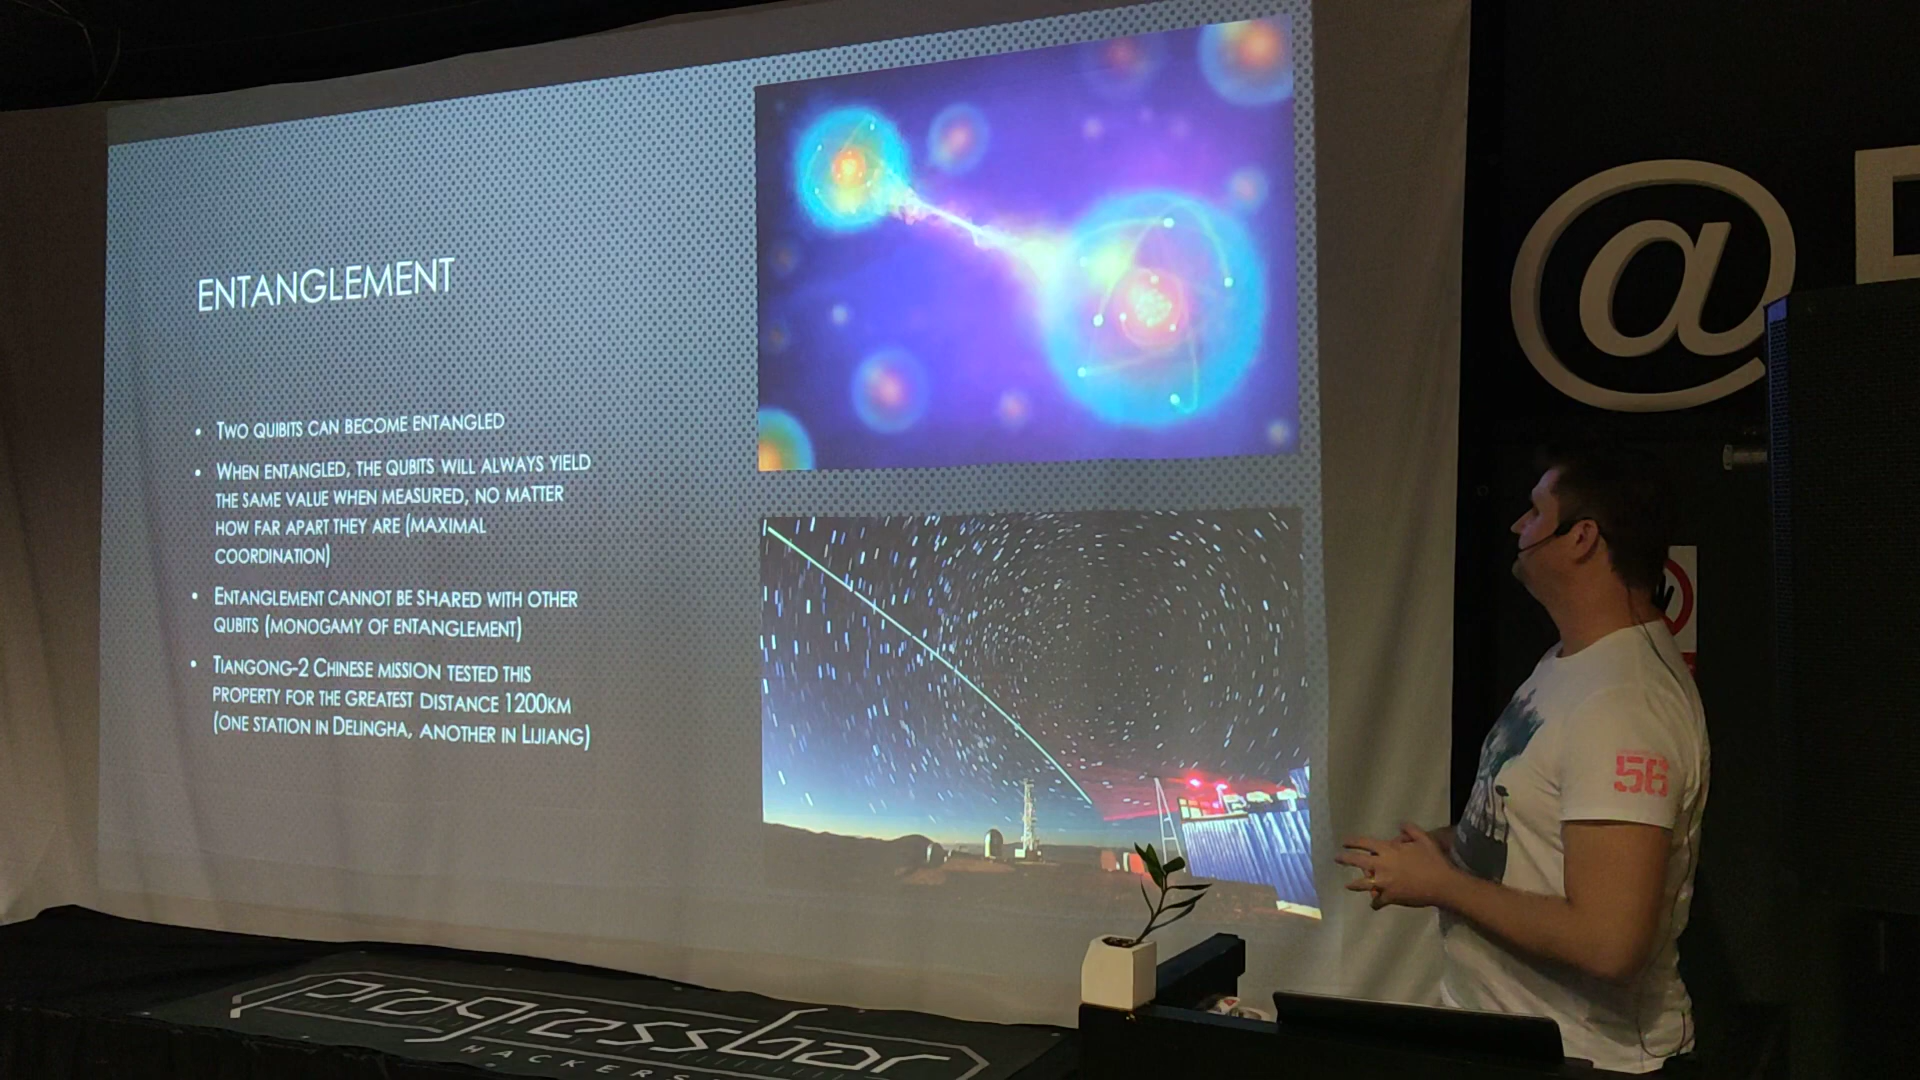 ENTANGLEMENT
• TWO QUIBITS CAN BECOME ENTANGLED
• WHEN ENTANGLED, THE QUBITS WILL ALWAYS YIELD
THE SAME VALUE WHEN MEASURED, NO MATTER
HOW FAR APART THEY ARE (MAXIMAL
COORDINATION)
• ENTANGLEMENT CANNOT BE SHARED WITH OTHER
QUBITS (MONOGAMY OF ENTANGLEMENT)
• TIANGONG-2 CHINESE MISSION TESTED THIS
PROPERTY FOR THE GREATEST DISTANCE 1200KM
(ONE STATION IN DELINGHA, ANOTHER IN LIJIANG)
@
56
progressbar
HACKERS